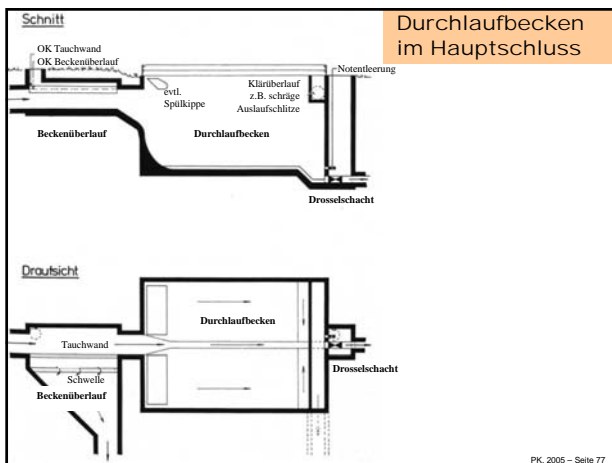 Schnitt
Durchlaufbecken
im Hauptschluss
OK Tauchwand
OK Beckenüberlauf
evtl.
Spülkippe
Klärüberlauf
z.B. schräge
Auslaufschlitze
Notentleerung
Beckenüberlauf
Durchlaufbecken
Drosselschacht
Draufsicht
Durchlaufbecken
Tauchwand
Drosselschacht
Schwelle
Beckenüberlauf
PK, 2005 – Seite 77